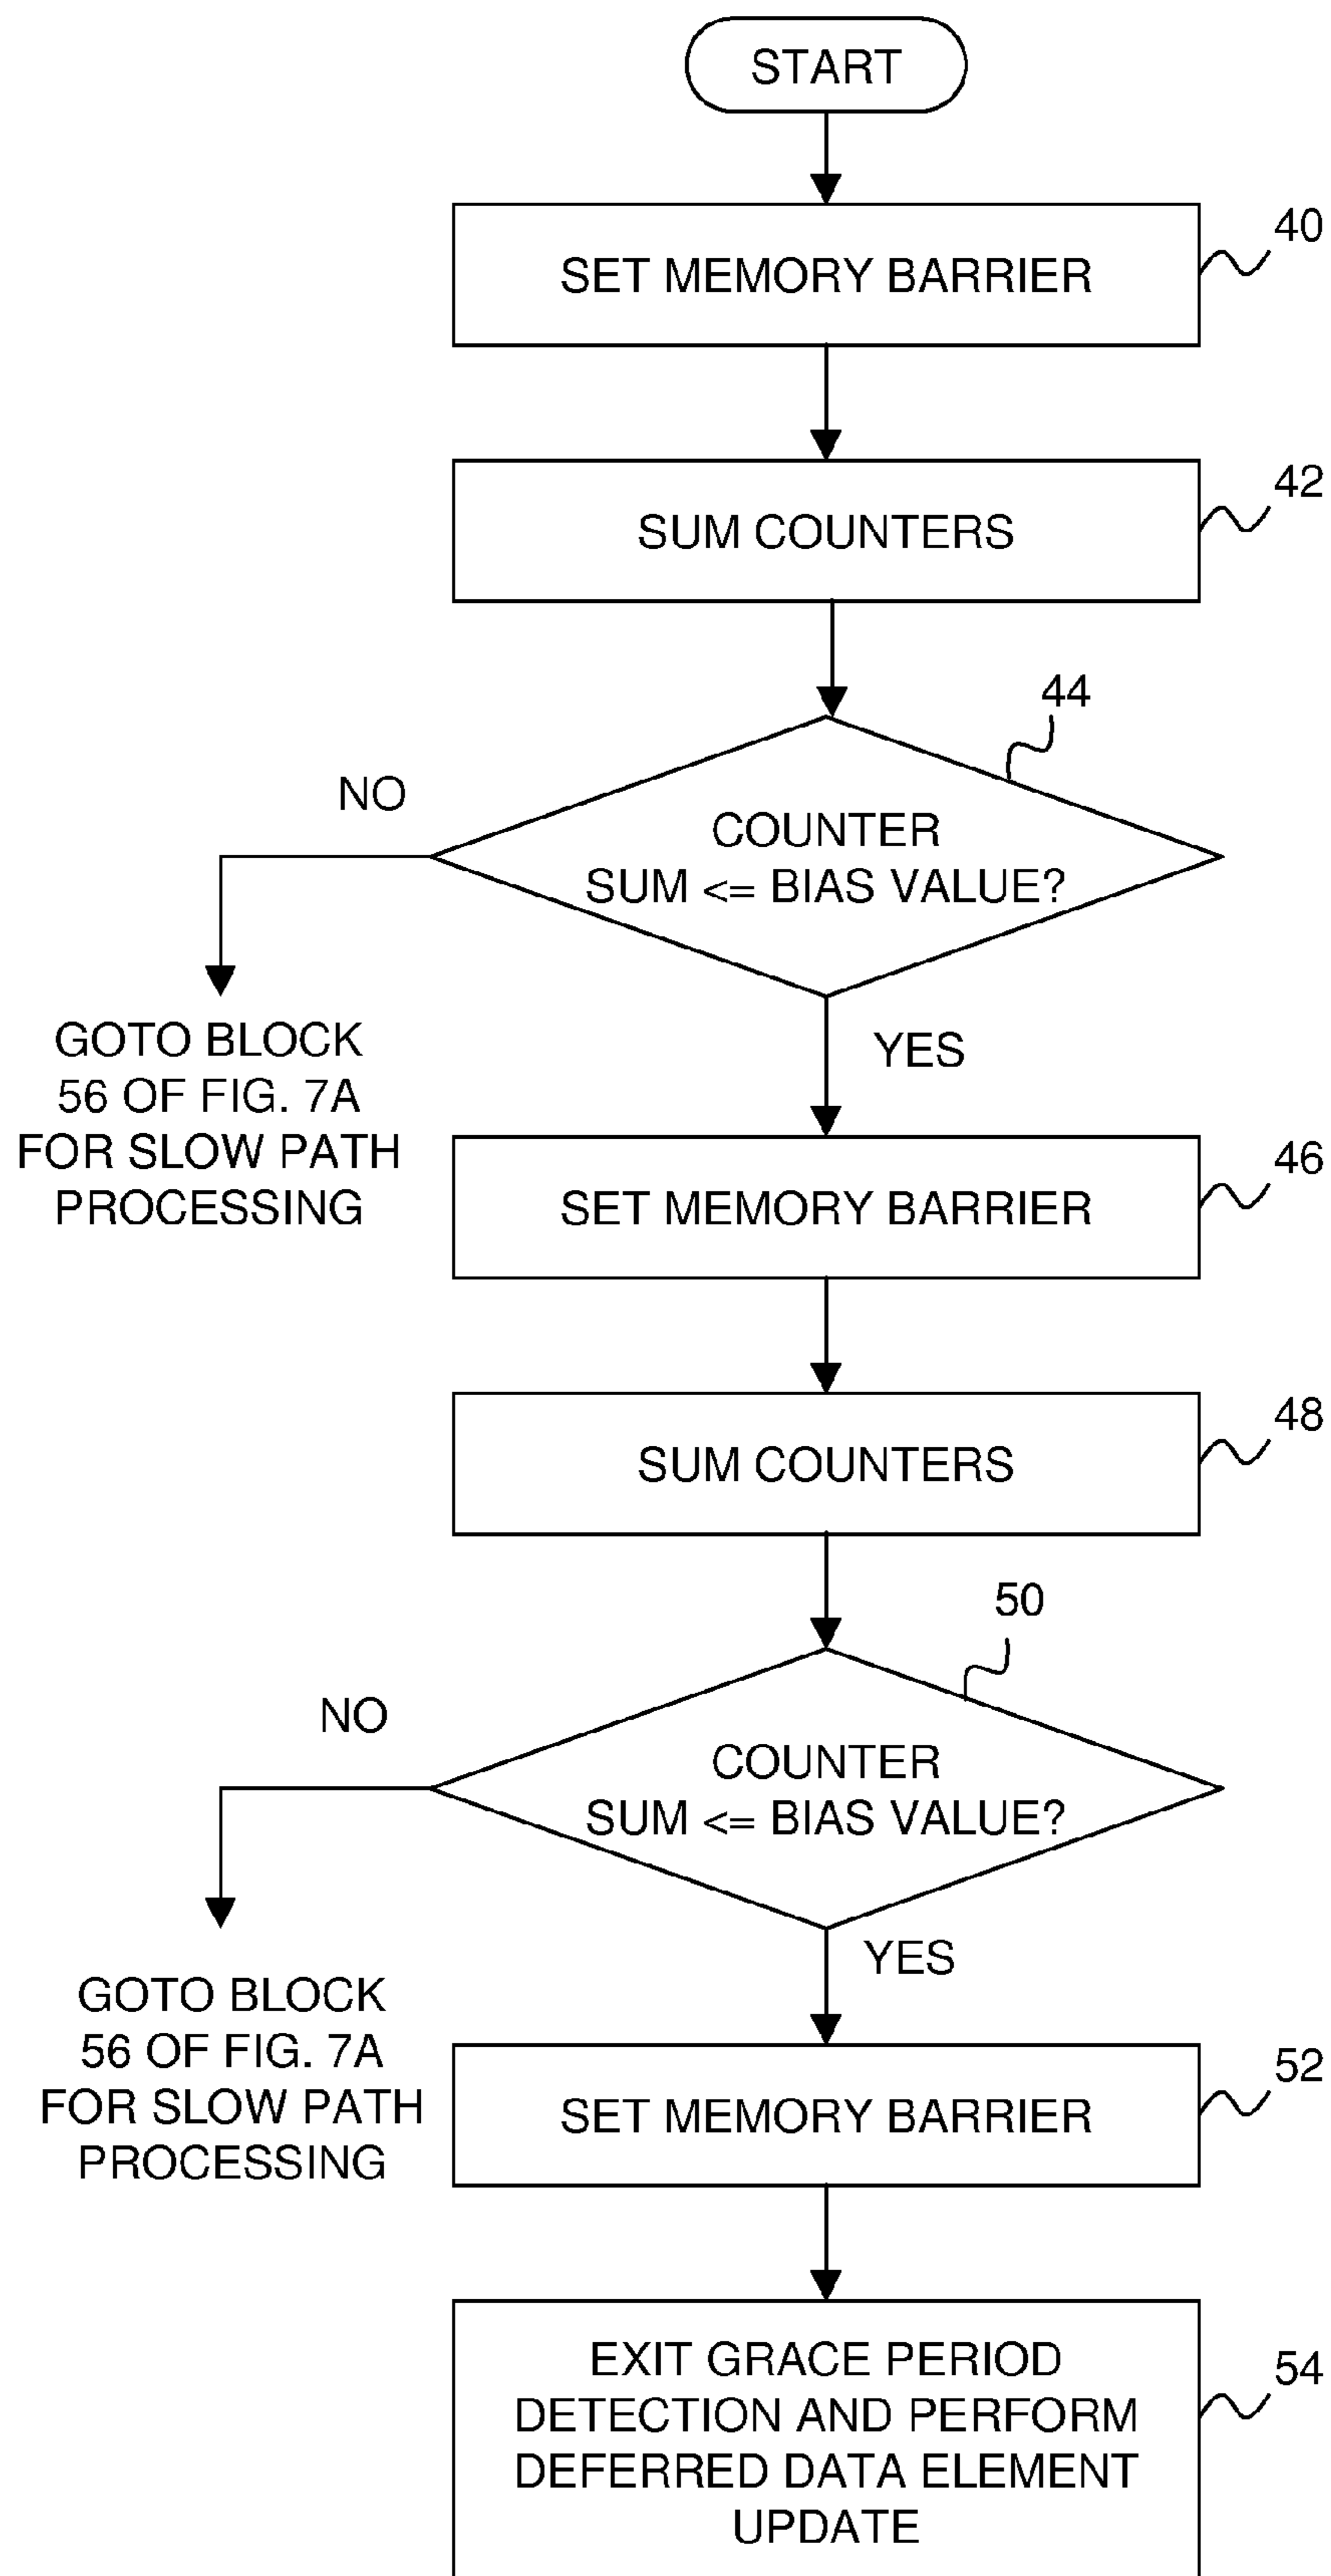 START
40
SET MEMORY BARRIER
42
SUM COUNTERS
44
NO
COUNTER
SUM <= BIAS VALUE?
GOTO BLOCK
56 OF FIG. 7A
FOR SLOW PATH
PROCESSING
YES
46
SET MEMORY BARRIER
48
SUM COUNTERS
50
NO
COUNTER
SUM <= BIAS VALUE?
GOTO BLOCK
56 OF FIG. 7A
FOR SLOW PATH
PROCESSING
YES
52
SET MEMORY BARRIER
54
EXIT GRACE PERIOD
DETECTION AND PERFORM
DEFERRED DATA ELEMENT
UPDATE